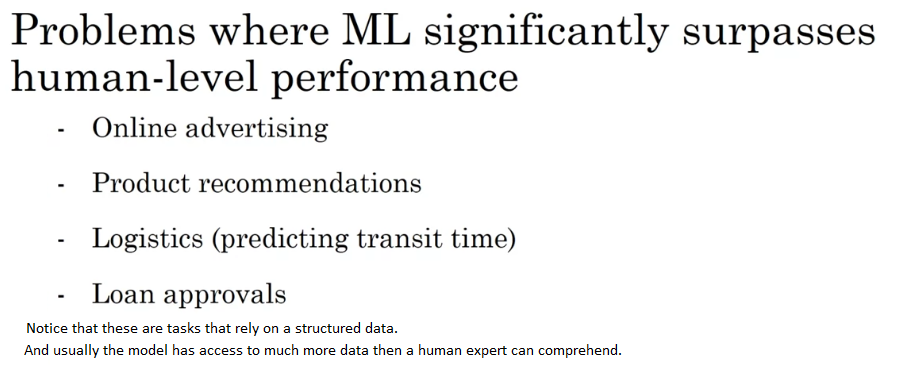 Problems where ML significantly surpasses
human-level performance
- Online advertising
- Product recommendations
- Logistics (predicting transit time)
- Loan approvals
Notice that these are tasks that rely on a structured data.
And usually the model has access to much more data then a human expert can comprehend.